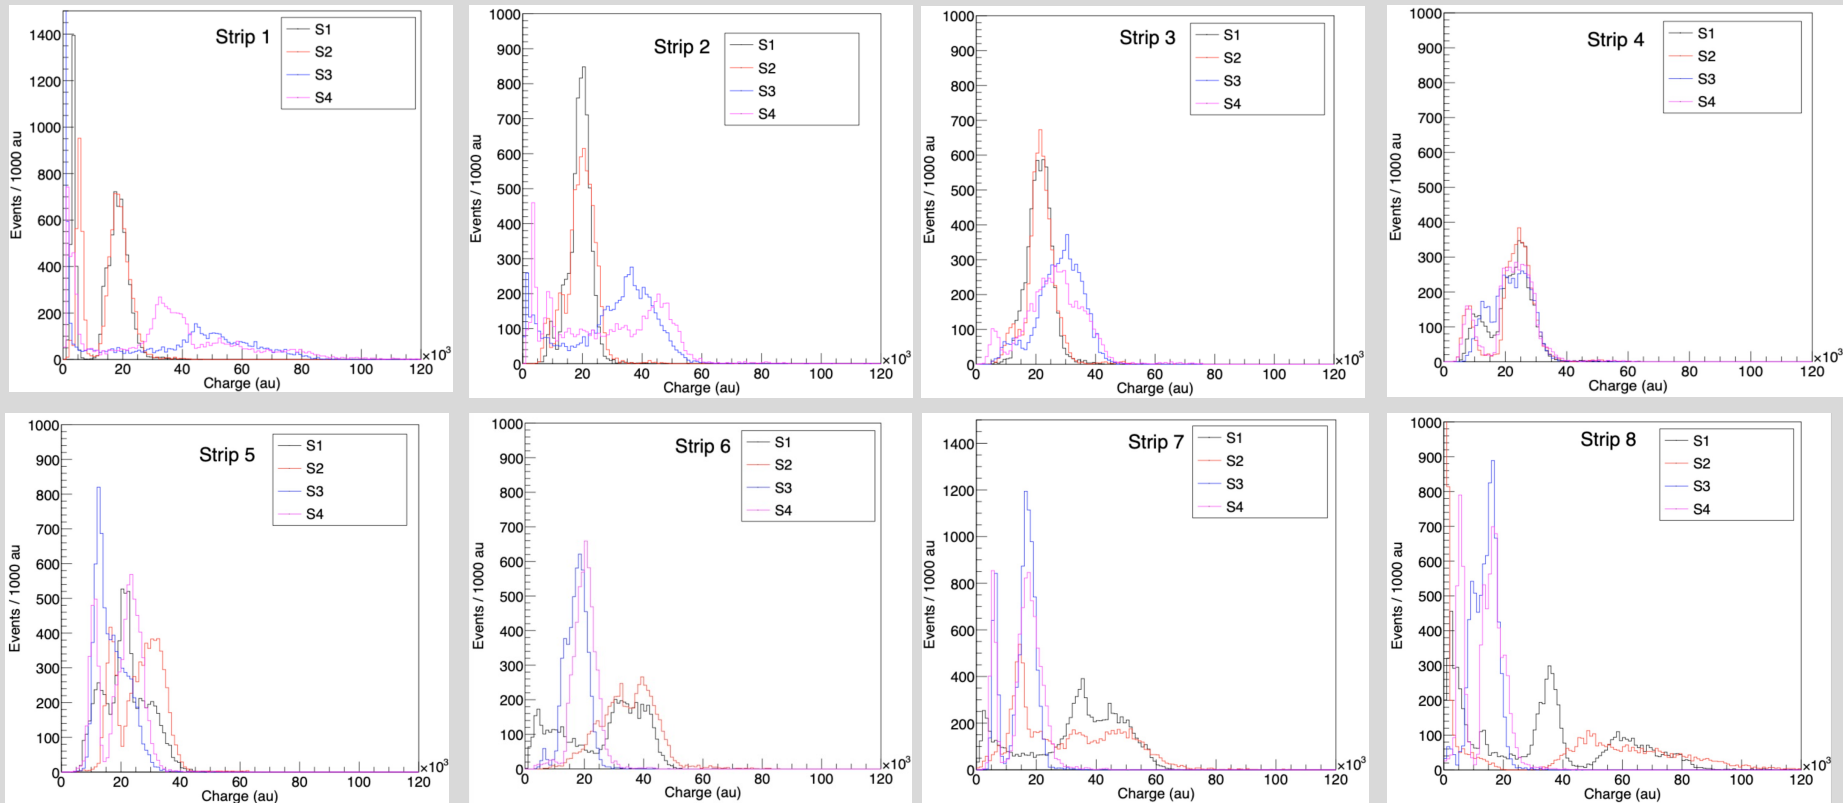 Strip 1
S1
S2
S3
S4
Events / 1000 au
1400
1200
1000
800
600
400
200
0
0 20 40 60 80 100 120
×10³
Charge (au)
Strip 2
S1
S2
S3
S4
Events / 1000 au
1000
900
800
700
600
500
400
300
200
100
0
0 20 40 60 80 100 120
×10³
Charge (au)
Strip 3
S1
S2
S3
S4
Events / 1000 au
1000
900
800
700
600
500
400
300
200
100
0
0 20 40 60 80 100 120
×10³
Charge (au)
Strip 4
S1
S2
S3
S4
Events / 1000 au
1000
900
800
700
600
500
400
300
200
100
0
0 20 40 60 80 100 120
×10³
Charge (au)
Strip 5
S1
S2
S3
S4
Events / 1000 au
1000
900
800
700
600
500
400
300
200
100
0
0 20 40 60 80 100 120
×10³
Charge (au)
Strip 6
S1
S2
S3
S4
Events / 1000 au
1000
900
800
700
600
500
400
300
200
100
0
0 20 40 60 80 100 120
×10³
Charge (au)
Strip 7
S1
S2
S3
S4
Events / 1000 au
1400
1200
1000
800
600
400
200
0
0 20 40 60 80 100 120
×10³
Charge (au)
Strip 8
S1
S2
S3
S4
Events / 1000 au
1000
900
800
700
600
500
400
300
200
100
0
0 20 40 60 80 100 120
×10³
Charge (au)